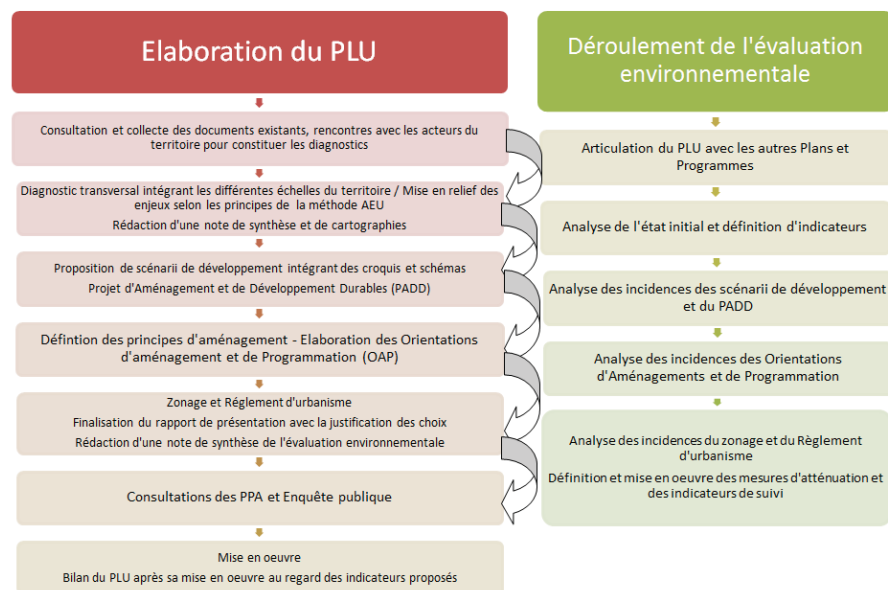 Elaboration du PLU
Consultation et collecte des documents existants, rencontres avec les acteurs du
territoire pour constituer les diagnostics
Diagnostic transversal intégrant les différentes échelles du territoire / Mise en relief des
enjeux selon les principes de la méthode AEU
Rédaction d'une note de synthèse et de cartographies
Proposition de scénarii de développement intégrant des croquis et schémas
Projet d'Aménagement et de Développement Durables (PADD)
Défintion des principes d'aménagement - Elaboration des Orientations
d'aménagement et de Programmation (OAP)
Zonage et Réglement d'urbanisme
Finalisation du rapport de présentation avec la justification des choix
Rédaction d'une note de synthèse de l'évaluation environnementale
Consultations des PPA et Enquête publique
Mise en oeuvre
Bilan du PLU après sa mise en oeuvre au regard des indicateurs proposés
Déroulement de l'évaluation
environnementale
Articulation du PLU avec les autres Plans et
Programmes
Analyse de l'état initial et définition d'indicateurs
Analyse des incidences des scénarii de développement
et du PADD
Analyse des incidences des Orientations
d'Aménagements et de Programmation
Analyse des incidences du zonage et du Règlement
d'urbanisme
Définition et mise en oeuvre des mesures d'atténuation et
des indicateurs de suivi